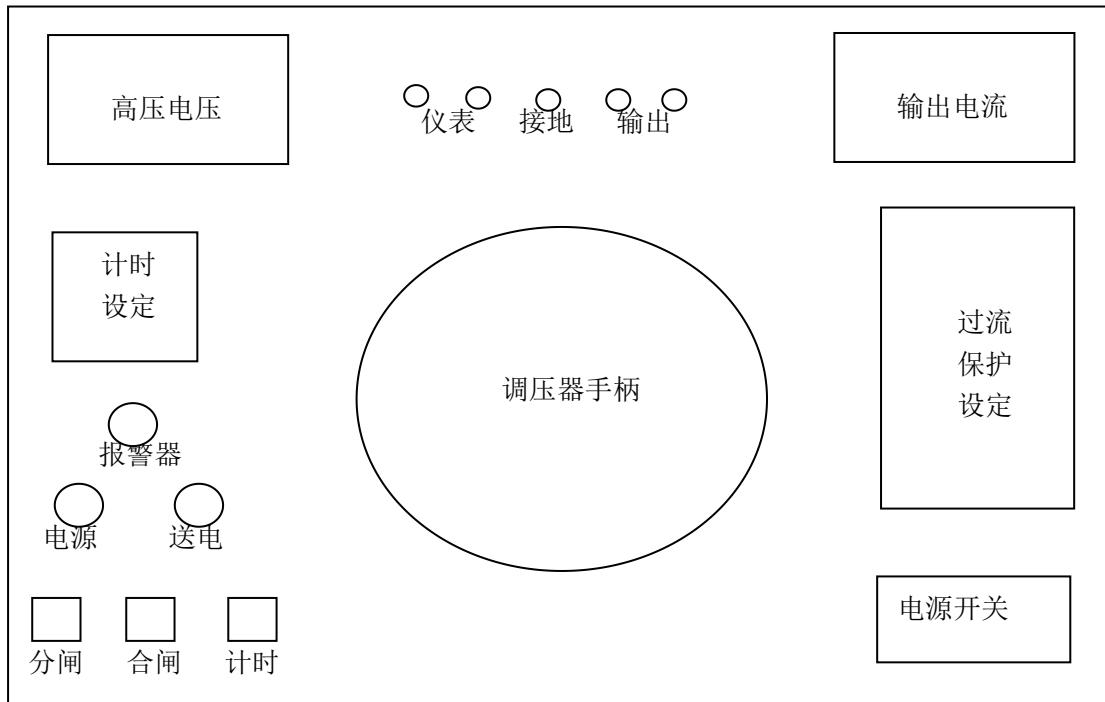 高压电压
仪表
接地
输出
输出电流
计时
设定
过流
保护
设定
调压器手柄
报警器
电源
送电
电源开关
分闸
合闸
计时